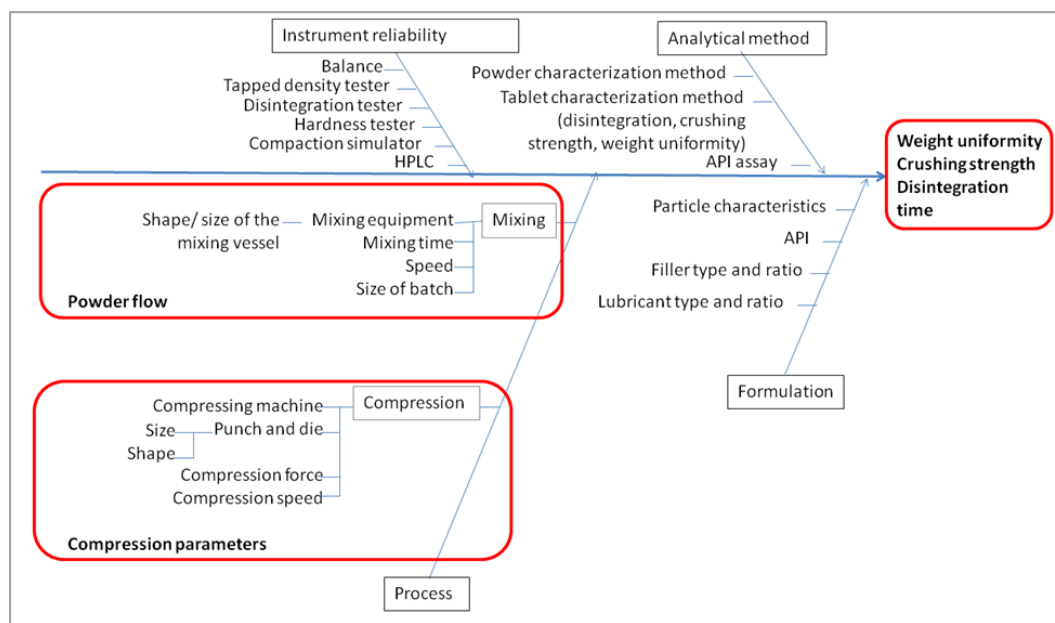 Instrument reliability
Balance
Tapped density tester
Disintegration tester
Hardness tester
Compaction simulator
HPLC
Analytical method
Powder characterization method
Tablet characterization method
(disintegration, crushing
strength, weight uniformity)
API assay
Weight uniformity
Crushing strength
Disintegration
time
Mixing
Mixing equipment
Shape/ size of the
mixing vessel
Mixing time
Speed
Size of batch
Powder flow
Particle characteristics
API
Filler type and ratio
Lubricant type and ratio
Formulation
Compression
Compressing machine
Punch and die
Size
Shape
Compression force
Compression speed
Compression parameters
Process